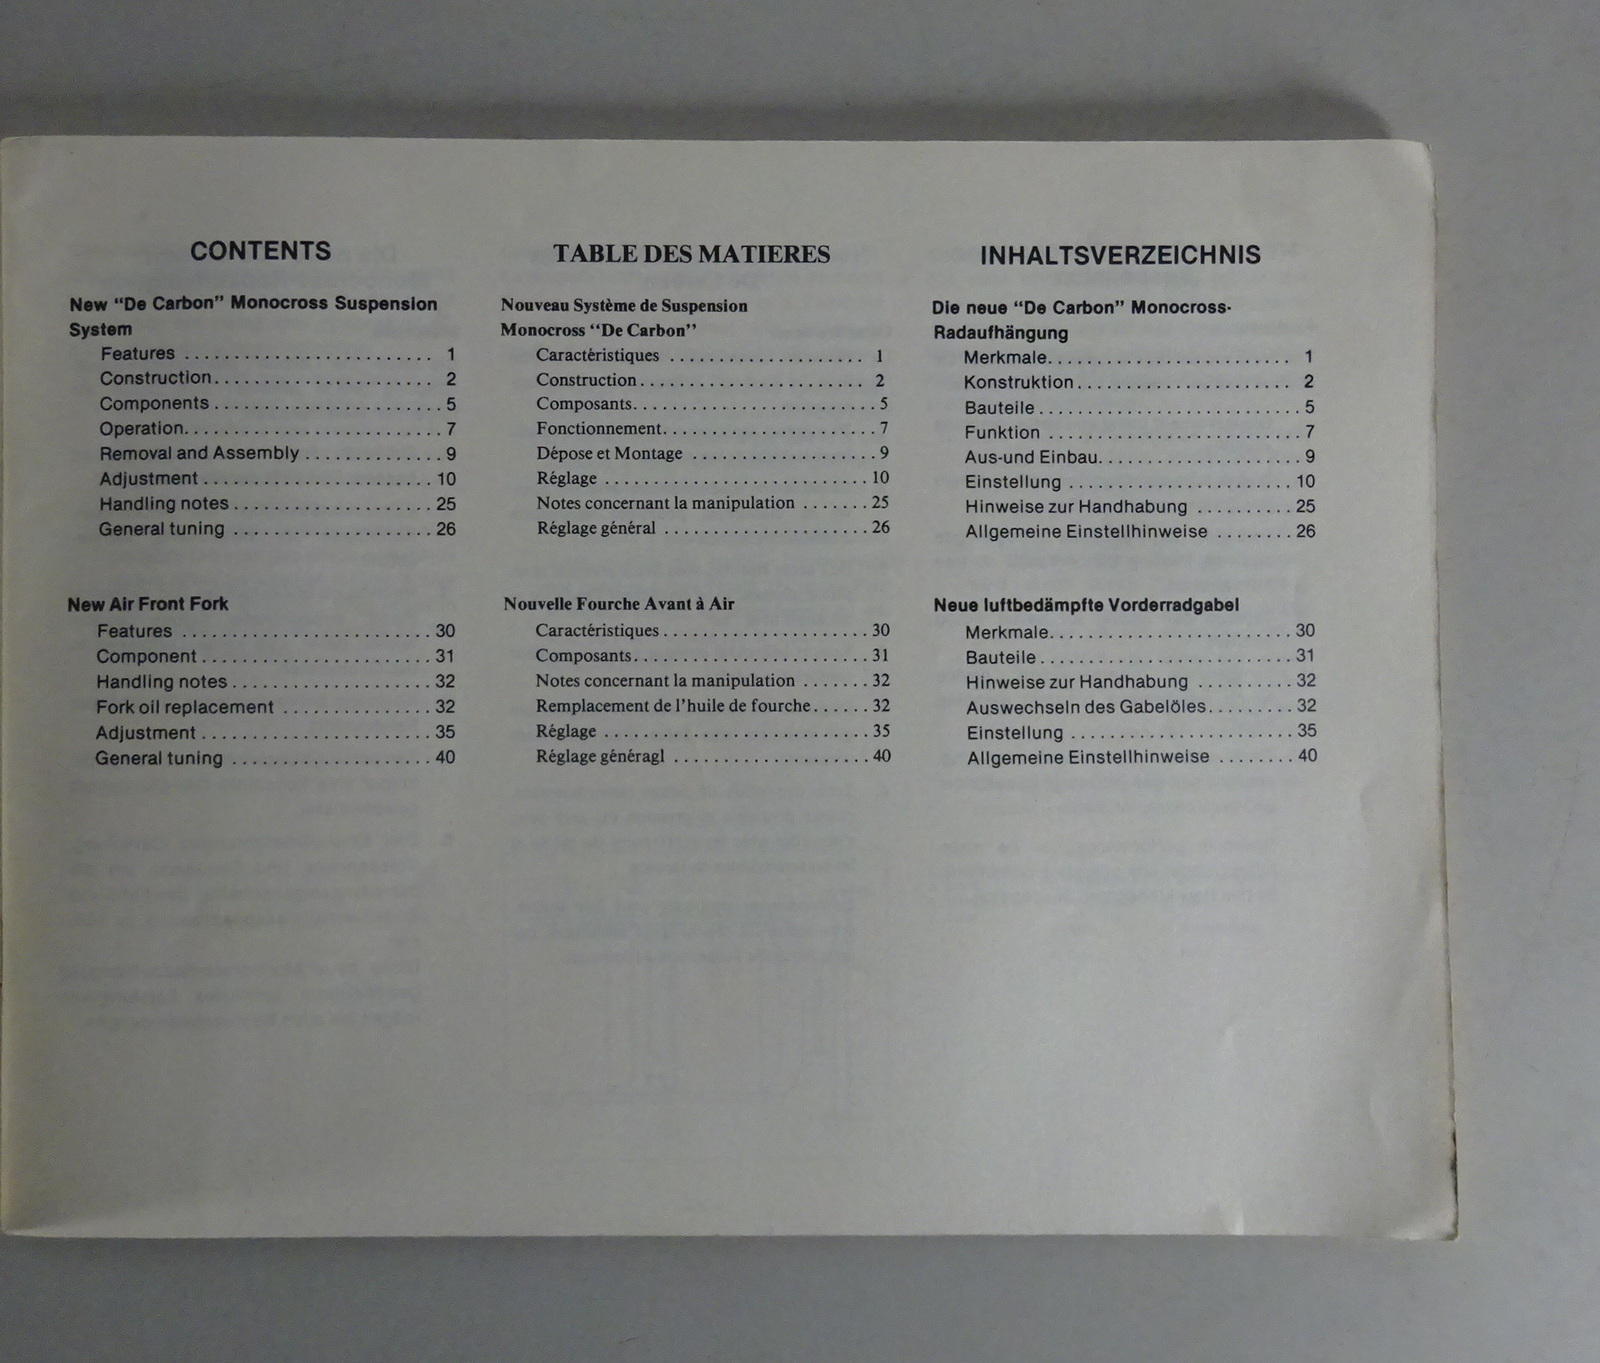 CONTENTS
New “De Carbon” Monocross Suspension
System
Features ......................... 1
Construction...................... 2
Components....................... 5
Operation.......................... 7
Removal and Assembly .............. 9
Adjustment ....................... 10
Handling notes.................... 25
General tuning .................... 26
New Air Front Fork
Features ......................... 30
Component....................... 31
Handling notes.................... 32
Fork oil replacement ............... 32
Adjustment ....................... 35
General tuning .................... 40
TABLE DES MATIERES
Nouveau Système de Suspension
Monocross “De Carbon”
Caractéristiques .................... 1
Construction....................... 2
Composants......................... 5
Fonctionnement...................... 7
Dépose et Montage ................... 9
Réglage ........................... 10
Notes concernant la manipulation ....... 25
Réglage général ..................... 26
Nouvelle Fourche Avant à Air
Caractéristiques..................... 30
Composants........................ 31
Notes concernant la manipulation ....... 32
Remplacement de l’huile de fourche...... 32
Réglage ........................... 35
Réglage généragl .................... 40
INHALTSVERZEICHNIS
Die neue “De Carbon” Monocross-
Radaufhängung
Merkmale......................... 1
Konstruktion...................... 2
Bauteile........................... 5
Funktion .......................... 7
Aus-und Einbau..................... 9
Einstellung ........................ 10
Hinweise zur Handhabung .......... 25
Allgemeine Einstellhinweise ........ 26
Neue luftbedämpfte Vorderradgabel
Merkmale......................... 30
Bauteile.......................... 31
Hinweise zur Handhabung .......... 32
Auswechseln des Gabelöles......... 32
Einstellung ........................ 35
Allgemeine Einstellhinweise ........ 40